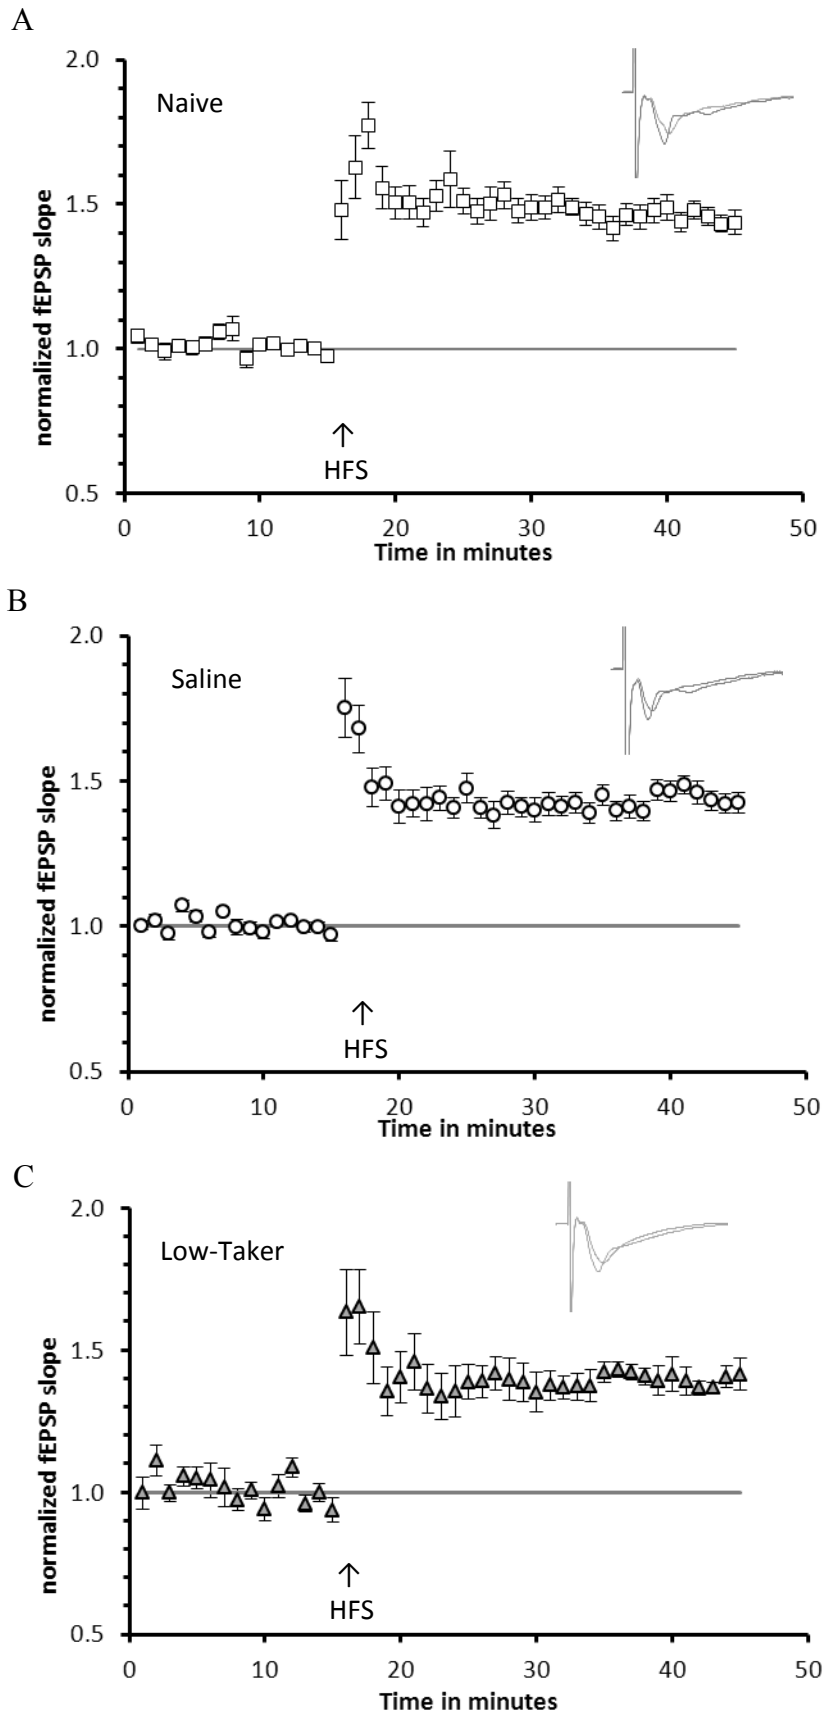 A
2.0
Naive
1.5
normalized fEPSP slope
1.0
↑
HFS
0.5
0 10 20 30 40 50
Time in minutes
B
2.0
Saline
1.5
normalized fEPSP slope
1.0
↑
HFS
0.5
0 10 20 30 40 50
Time in minutes
C
2.0
Low-Taker
1.5
normalized fEPSP slope
1.0
↑
HFS
0.5
0 10 20 30 40 50
Time in minutes